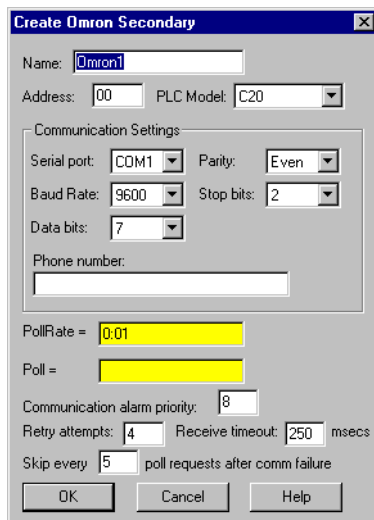 Create Omron Secondary
Name: Omron1
Address: 00 PLC Model: C20
Communication Settings
Serial port: COM1 Parity: Even
Baud Rate: 9600 Stop bits: 2
Data bits: 7
Phone number:
PollRate = 0:01
Poll =
Communication alarm priority: 8
Retry attempts: 4 Receive timeout: 250 msecs
Skip every 5 poll requests after comm failure
OK Cancel Help